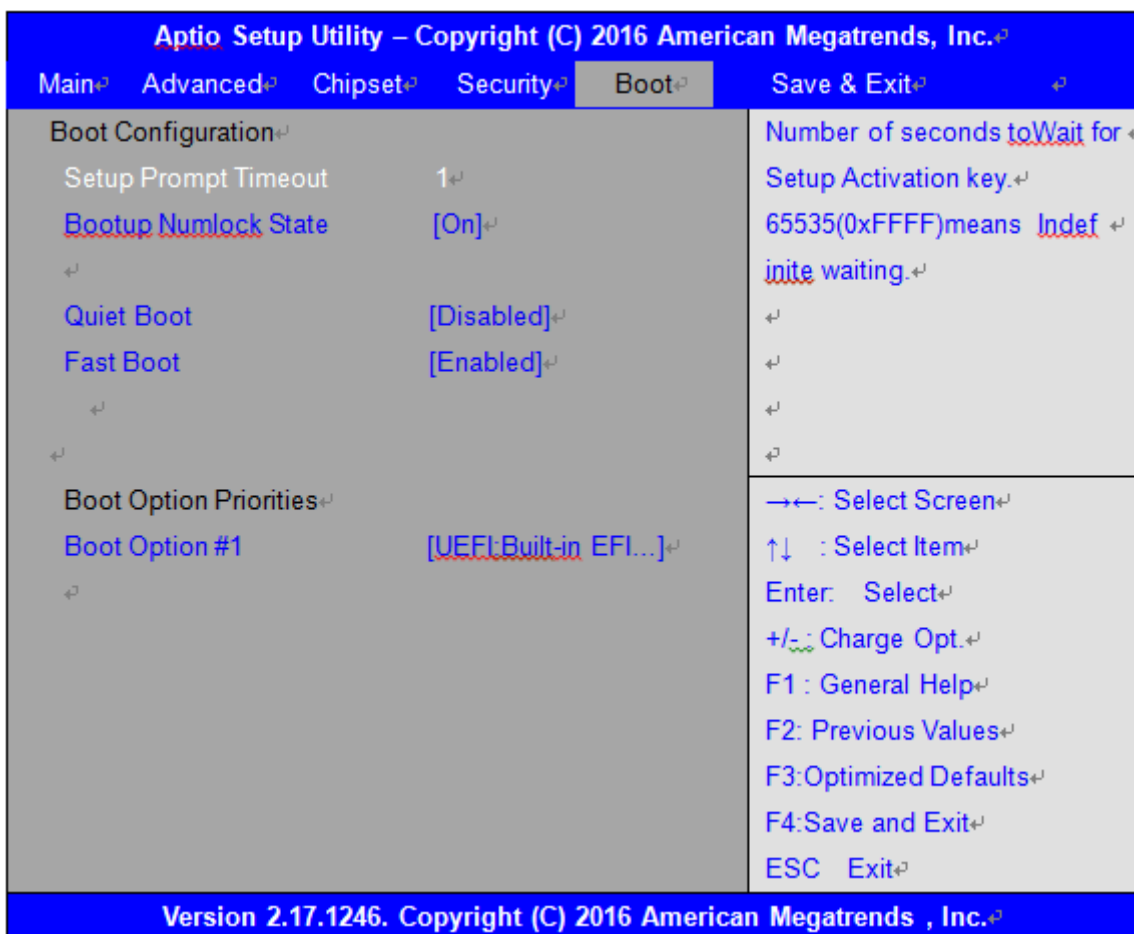 Aptio Setup Utility – Copyright (C) 2016 American Megatrends, Inc.
Main Advanced Chipset Security Boot Save & Exit
Boot Configuration
Setup Prompt Timeout 1
Bootup Numlock State [On]
Quiet Boot [Disabled]
Fast Boot [Enabled]
Boot Option Priorities
Boot Option #1 [UEFI:Built-in EFI...]
Number of seconds toWait for
Setup Activation key.
65535(0xFFFF)means Indef
inite waiting.
→←: Select Screen
↑↓ : Select Item
Enter: Select
+/- : Charge Opt.
F1 : General Help
F2: Previous Values
F3:Optimized Defaults
F4:Save and Exit
ESC Exit
Version 2.17.1246. Copyright (C) 2016 American Megatrends , Inc.